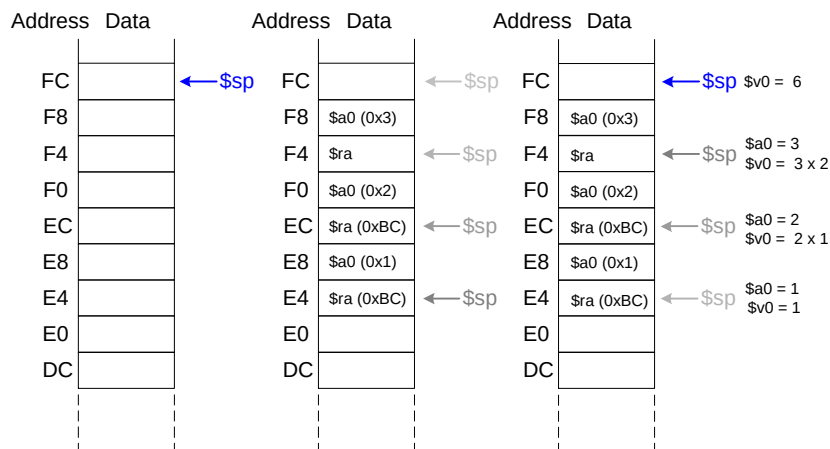 Address Data Address Data Address Data
FC $sp FC $sp FC $sp $v0 = 6
F8 F8 $a0 (0x3) F8 $a0 (0x3)
F4 F4 $ra $sp F4 $ra $sp $a0 = 3
$v0 = 3 x 2
F0 F0 $a0 (0x2) F0 $a0 (0x2)
EC EC $ra (0xBC) $sp EC $ra (0xBC) $sp $a0 = 2
$v0 = 2 x 1
E8 E8 $a0 (0x1) E8 $a0 (0x1)
E4 E4 $ra (0xBC) $sp E4 $ra (0xBC) $sp $a0 = 1
$v0 = 1
E0 E0 E0
DC DC DC